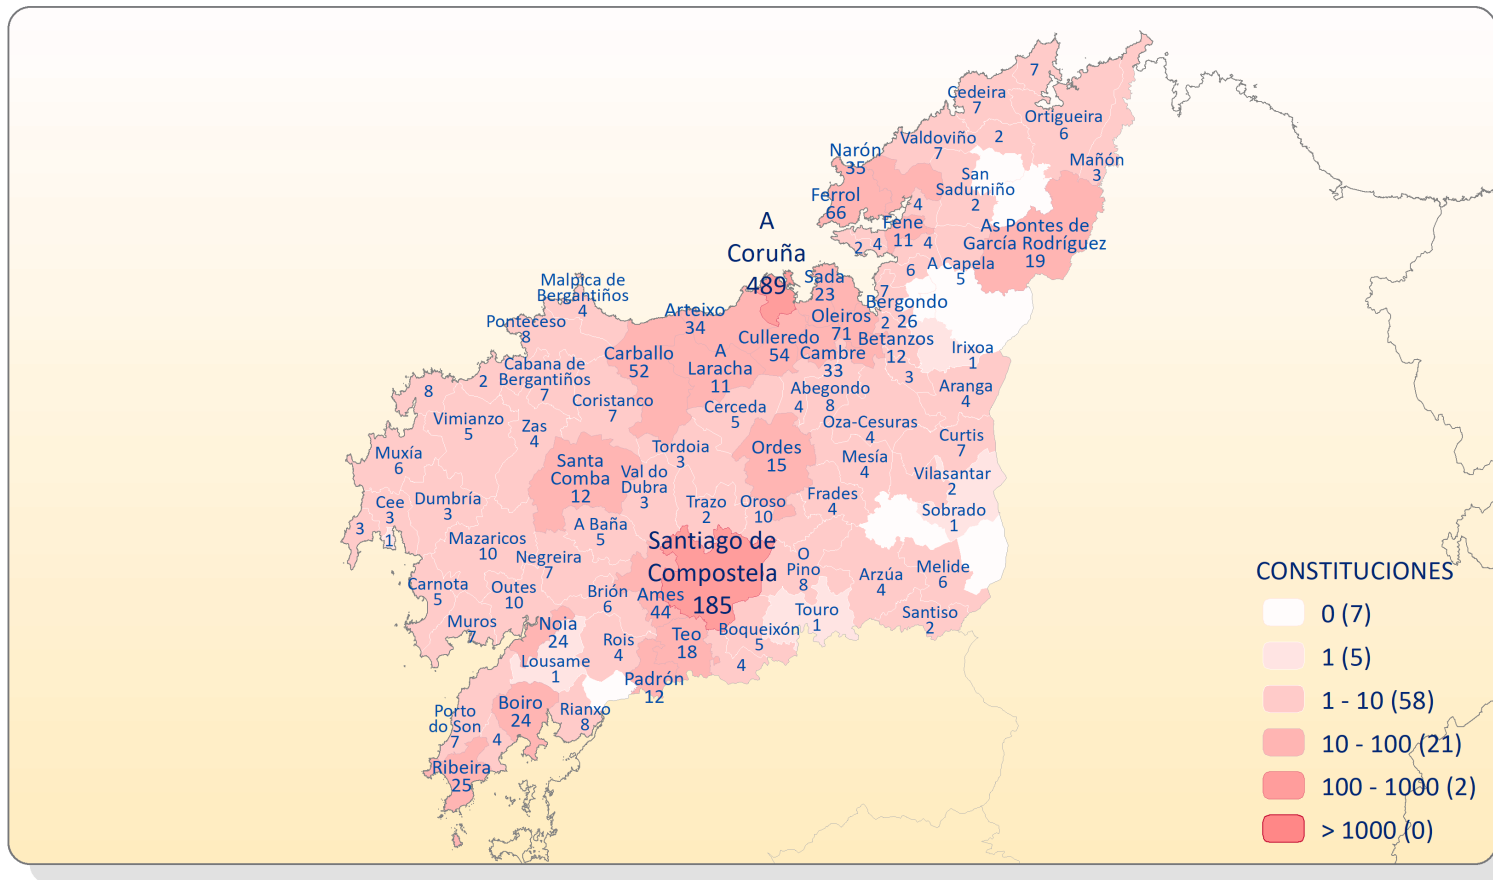 7
Cedeira
7
Ortigueira
6
Valdoviño
7
2
Mañón
3
Narón
35
San
Sadurniño
2
Ferrol
66
4
Fene
11
2
4
4
As Pontes de
García Rodríguez
19
A
Coruña
489
6
A Capela
5
Sada
23
7
Bergondo
26
2
Malpica de
Bergantiños
4
Ponteceso
8
Arteixo
34
Oleiros
71
Culleredo
54
Cambre
33
Betanzos
12
Irixoa
1
3
Carballo
52
A
Laracha
11
Cabana de
Bergantiños
7
2
8
Coristanco
7
Abegondo
8
4
Aranga
4
Cerceda
5
Oza-Cesuras
4
Vimianzo
5
Zas
4
Curtis
7
Muxía
6
Tordoia
3
Ordes
15
Mesía
4
Santa
Comba
12
Val do
Dubra
3
Vilasantar
2
Cee
3
Dumbría
3
Trazo
2
Oroso
10
Frades
4
Sobrado
1
3
1
A Baña
5
Mazaricos
10
Santiago de
Compostela
185
Negreira
7
O
Pino
8
Arzúa
4
Melide
6
Carnota
5
Outes
10
Brión
6
Ames
44
Touro
1
Santiso
2
Muros
7
Noia
24
Rois
4
Teo
18
Boqueixón
5
4
Lousame
1
Padrón
12
Porto
do Son
7
Boiro
24
Rianxo
8
4
Ribeira
25
CONSTITUCIONES
0 (7)
1 (5)
1 - 10 (58)
10 - 100 (21)
100 - 1000 (2)
> 1000 (0)